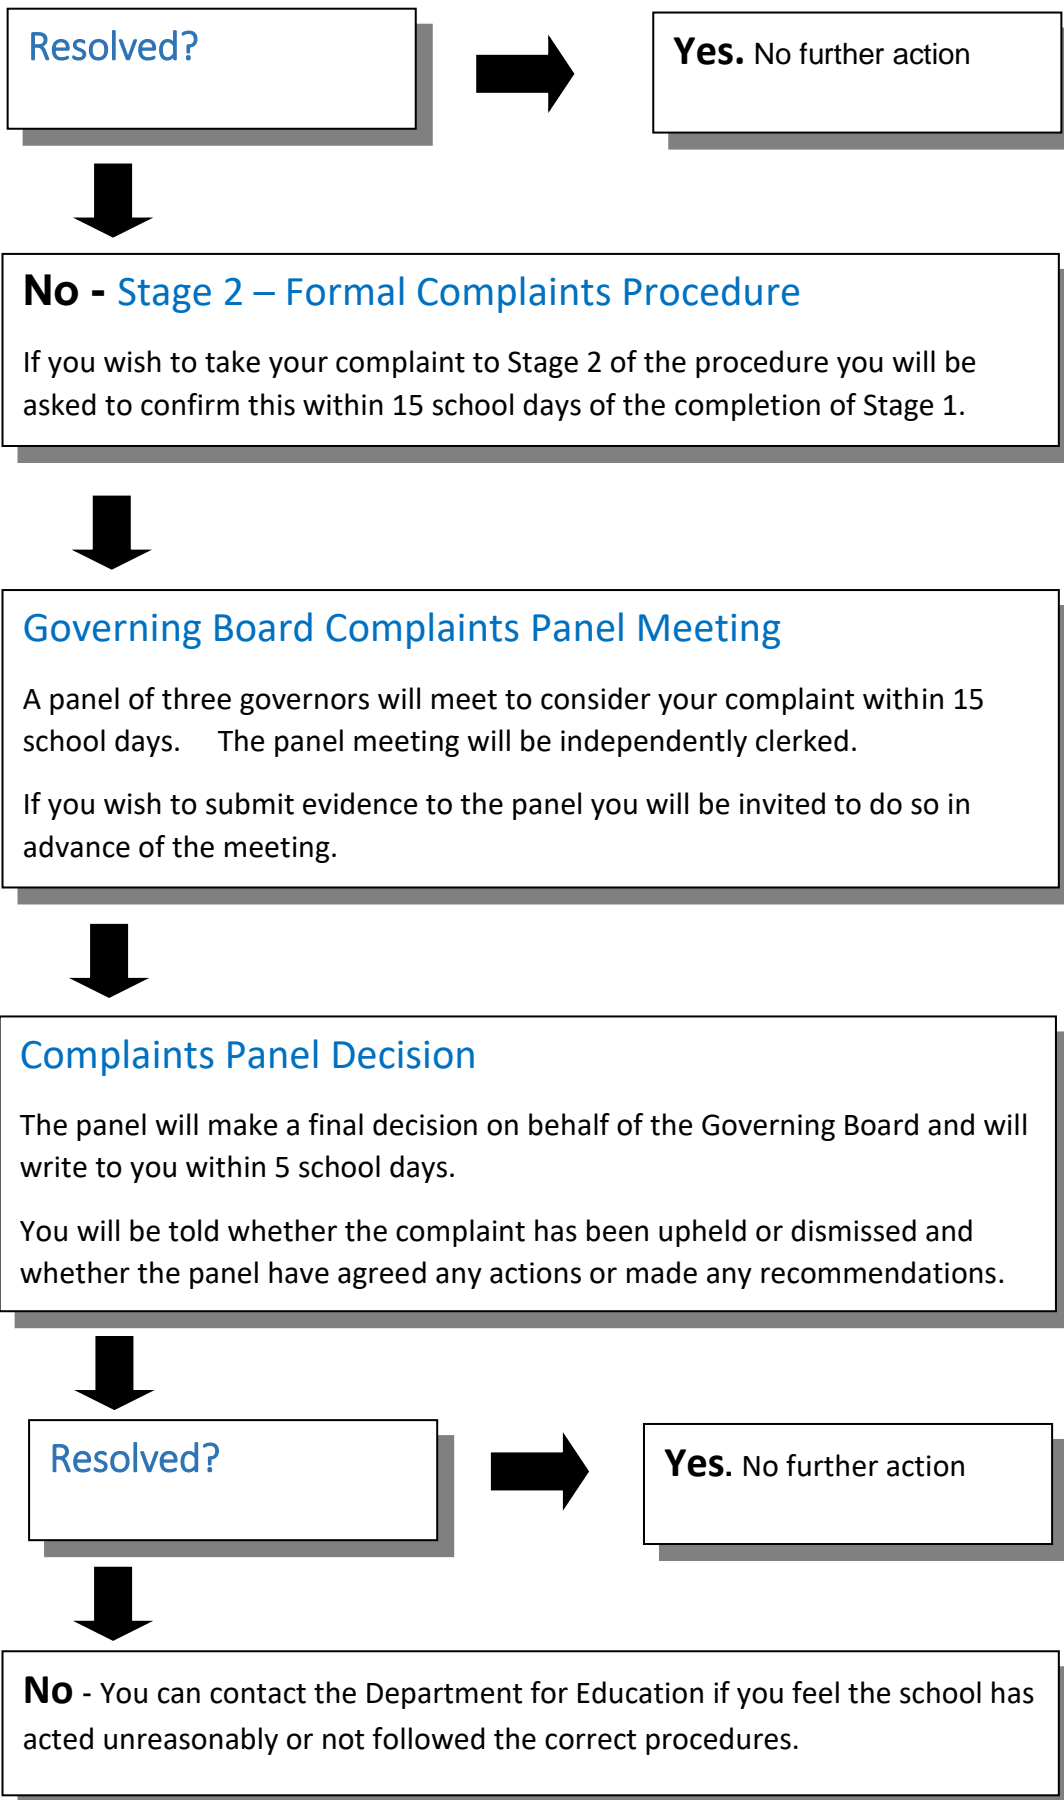 Resolved?
Yes. No further action
No - Stage 2 – Formal Complaints Procedure
If you wish to take your complaint to Stage 2 of the procedure you will be
asked to confirm this within 15 school days of the completion of Stage 1.
Governing Board Complaints Panel Meeting
A panel of three governors will meet to consider your complaint within 15
school days. The panel meeting will be independently clerked.
If you wish to submit evidence to the panel you will be invited to do so in
advance of the meeting.
Complaints Panel Decision
The panel will make a final decision on behalf of the Governing Board and will
write to you within 5 school days.
You will be told whether the complaint has been upheld or dismissed and
whether the panel have agreed any actions or made any recommendations.
Resolved?
Yes. No further action
No - You can contact the Department for Education if you feel the school has
acted unreasonably or not followed the correct procedures.